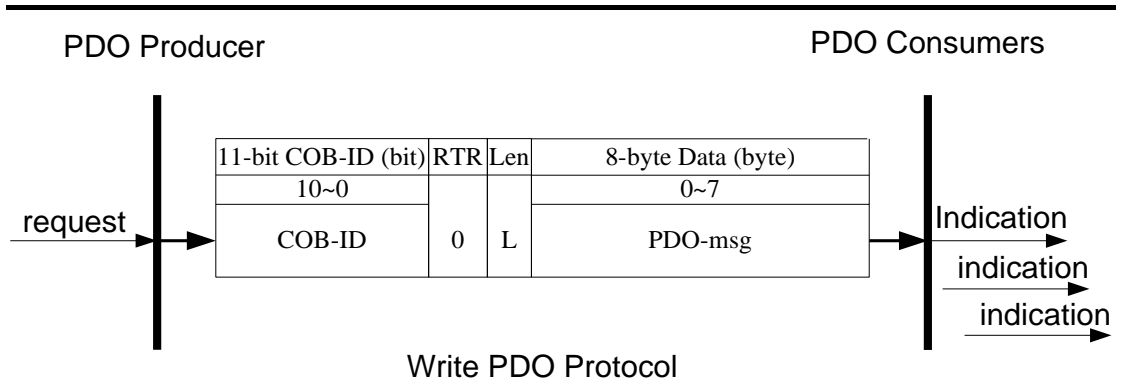 PDO Producer
PDO Consumers
11-bit COB-ID (bit) RTR Len 8-byte Data (byte)
10~0 0~7
request
COB-ID 0 L PDO-msg
Indication
indication
indication
Write PDO Protocol